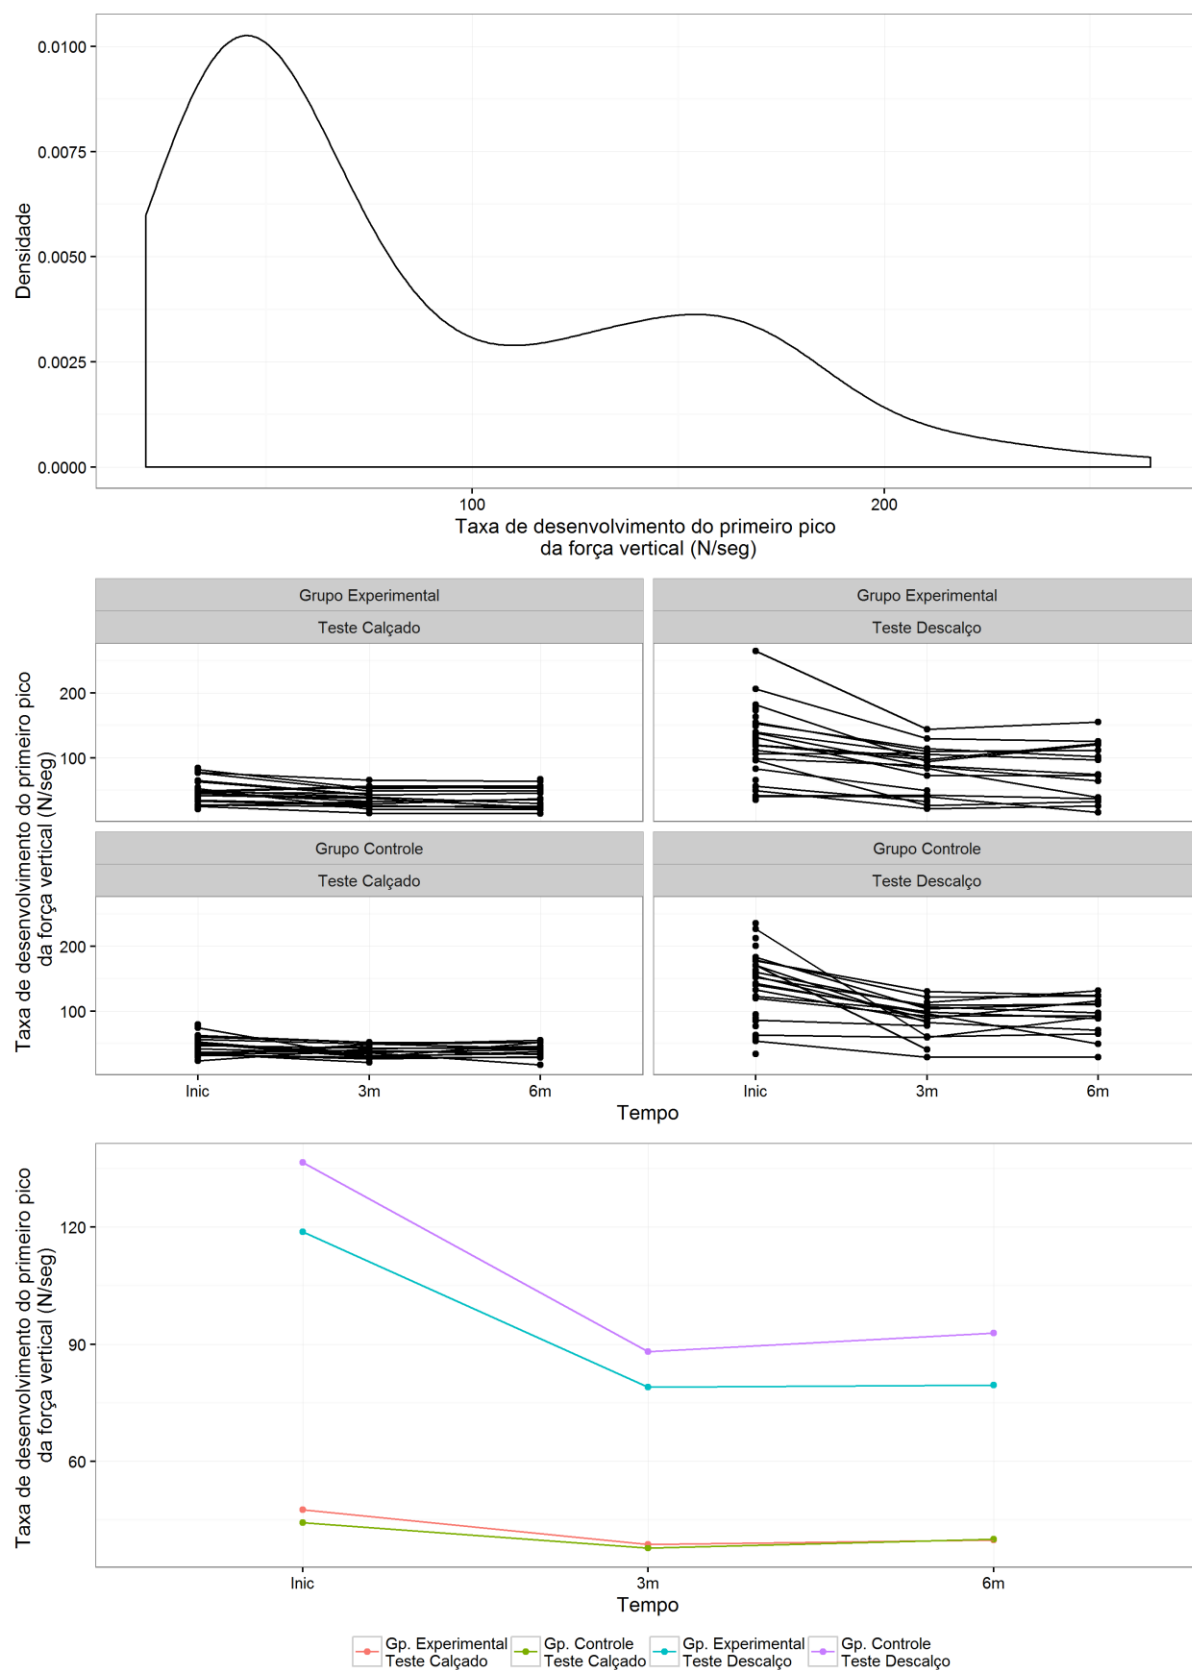 Densidade
0.0100
0.0075
0.0050
0.0025
0.0000
100
200
Taxa de desenvolvimento do primeiro pico
da força vertical (N/seg)
Taxa de desenvolvimento do primeiro pico
da força vertical (N/seg)
Grupo Experimental
Teste Calçado
Grupo Experimental
Teste Descalço
200
100
Grupo Controle
Teste Calçado
Grupo Controle
Teste Descalço
200
100
Inic
3m
6m
Inic
3m
6m
Tempo
Taxa de desenvolvimento do primeiro pico
da força vertical (N/seg)
120
90
60
Inic
3m
6m
Tempo
Gp. Experimental
Teste Calçado
Gp. Controle
Teste Calçado
Gp. Experimental
Teste Descalço
Gp. Controle
Teste Descalço